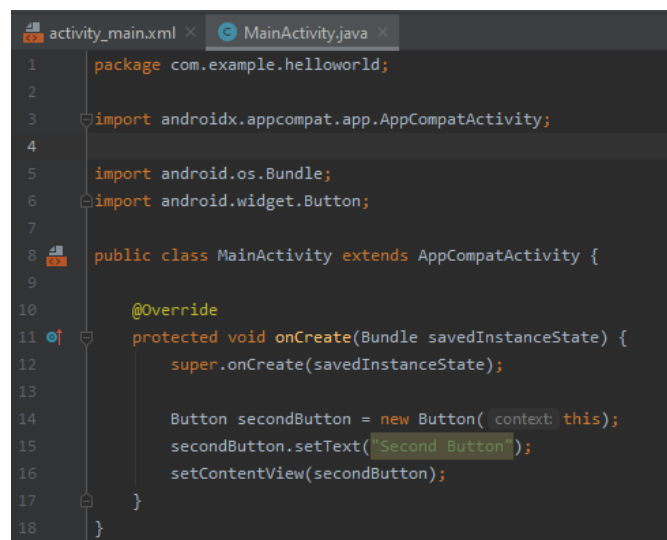 activity_main.xml × MainActivity.java ×
1 package com.example.helloworld;
2
3 import androidx.appcompat.app.AppCompatActivity;
4
5 import android.os.Bundle;
6 import android.widget.Button;
7
8 public class MainActivity extends AppCompatActivity {
9
10 @Override
11 protected void onCreate(Bundle savedInstanceState) {
12 super.onCreate(savedInstanceState);
13
14 Button secondButton = new Button( context: this);
15 secondButton.setText("Second Button");
16 setContentView(secondButton);
17 }
18 }